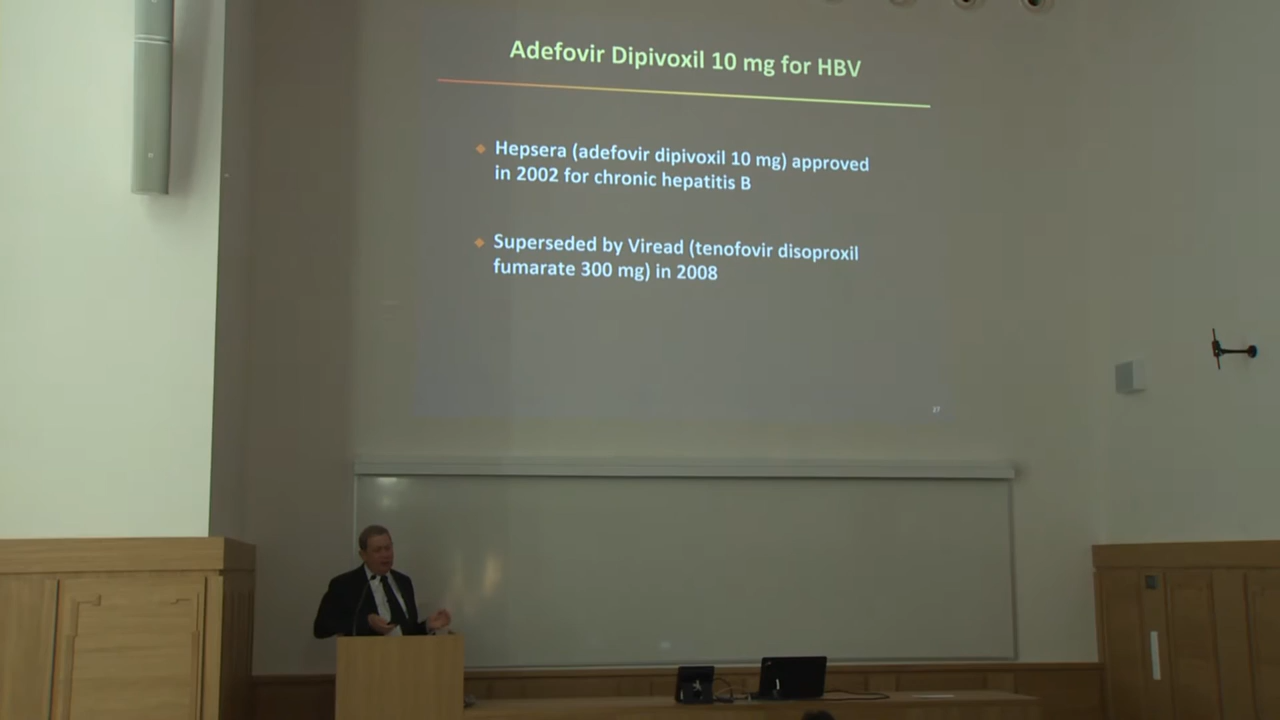 Adefovir Dipivoxil 10 mg for HBV
Hepsera (adefovir dipivoxil 10 mg) approved
in 2002 for chronic hepatitis B
Superseded by Viread (tenofovir disoproxil
fumarate 300 mg) in 2008
27